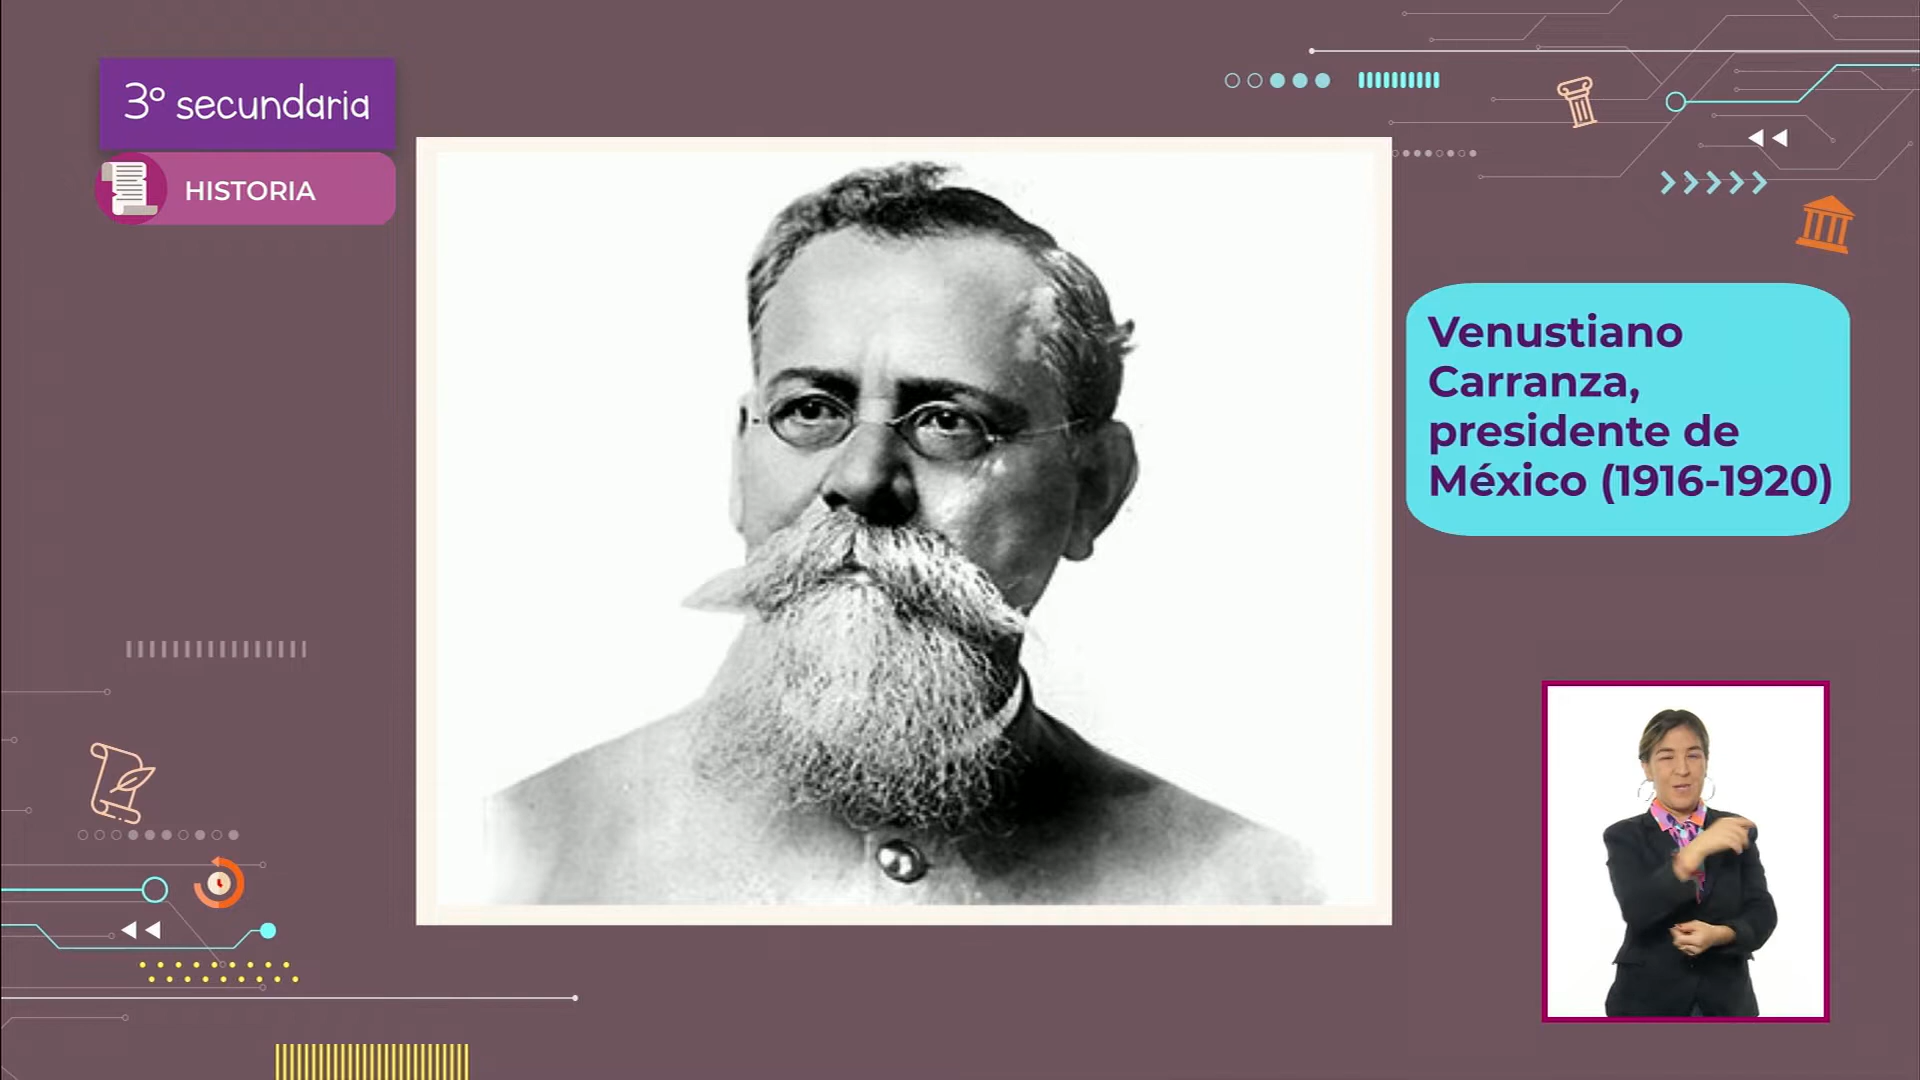 3° secundaria
HISTORIA
Venustiano
Carranza,
presidente de
México (1916-1920)